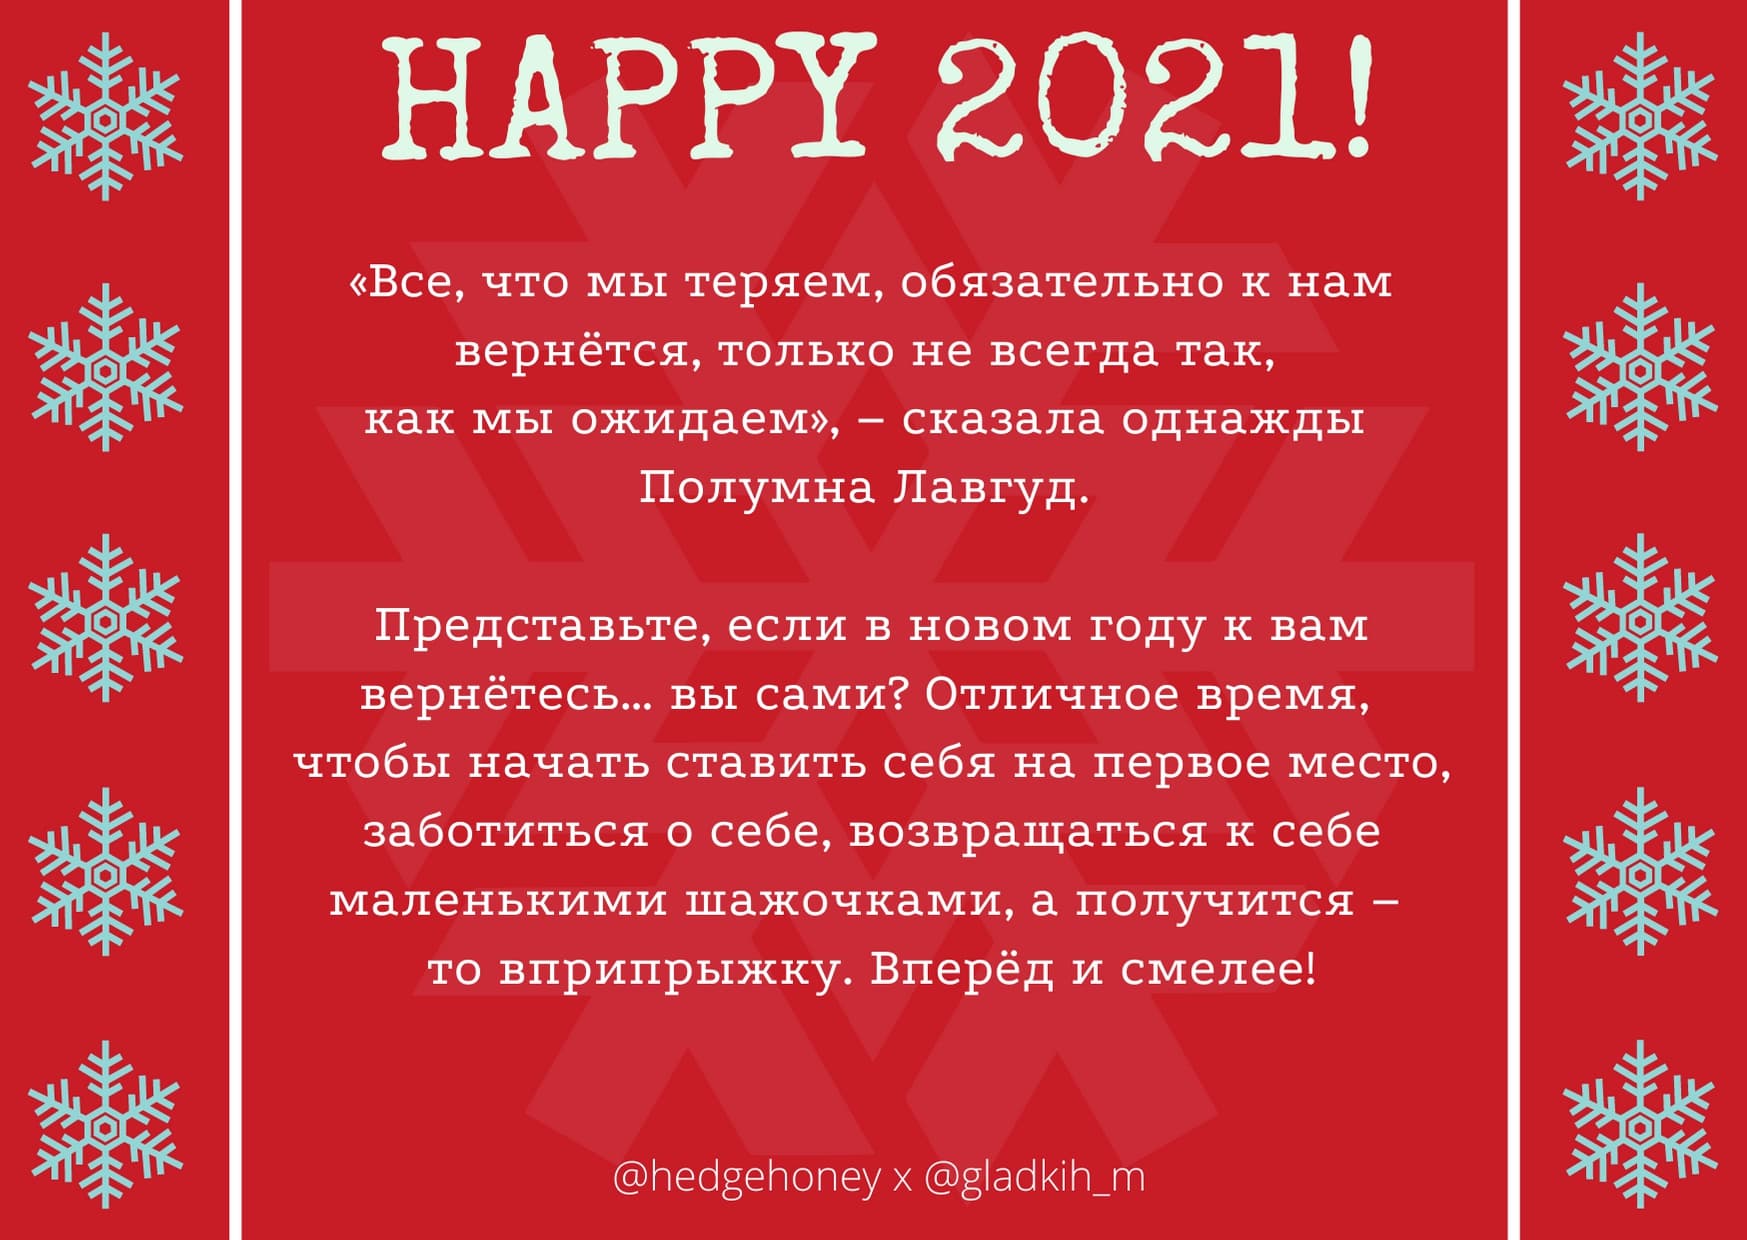 HAPPY 2021!
«Все, что мы теряем, обязательно к нам
вернётся, только не всегда так,
как мы ожидаем», – сказала однажды
Полумна Лавгуд.
Представьте, если в новом году к вам
вернётесь... вы сами? Отличное время,
чтобы начать ставить себя на первое место,
заботиться о себе, возвращаться к себе
маленькими шажочками, а получится –
то вприпрыжку. Вперёд и смелее!
@hedgehoney x @gladkih_m